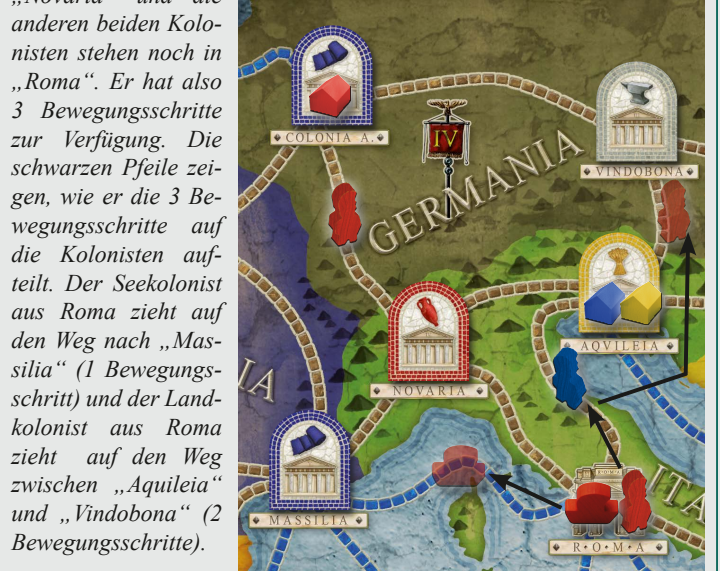 „Novaria“ und die
anderen beiden Kolo-
nisten stehen noch in
„Roma“. Er hat also
3 Bewegungsschritte
zur Verfügung. Die
schwarzen Pfeile zei-
gen, wie er die 3 Be-
wegungsschritte auf
die Kolonisten auf-
teilt. Der Seekolonist
aus Roma zieht auf
den Weg nach „Mas-
silia“ (1 Bewegungs-
schritt) und der Land-
kolonist aus Roma
zieht auf den Weg
zwischen „Aquileia“
und „Vindobona“ (2
Bewegungsschritte).
COLONIA A.
IV
VINDOBONA
GERMANIA
AQVILEIA
NOVARIA
IA
MASSILIA
ITA
R•O•M•A